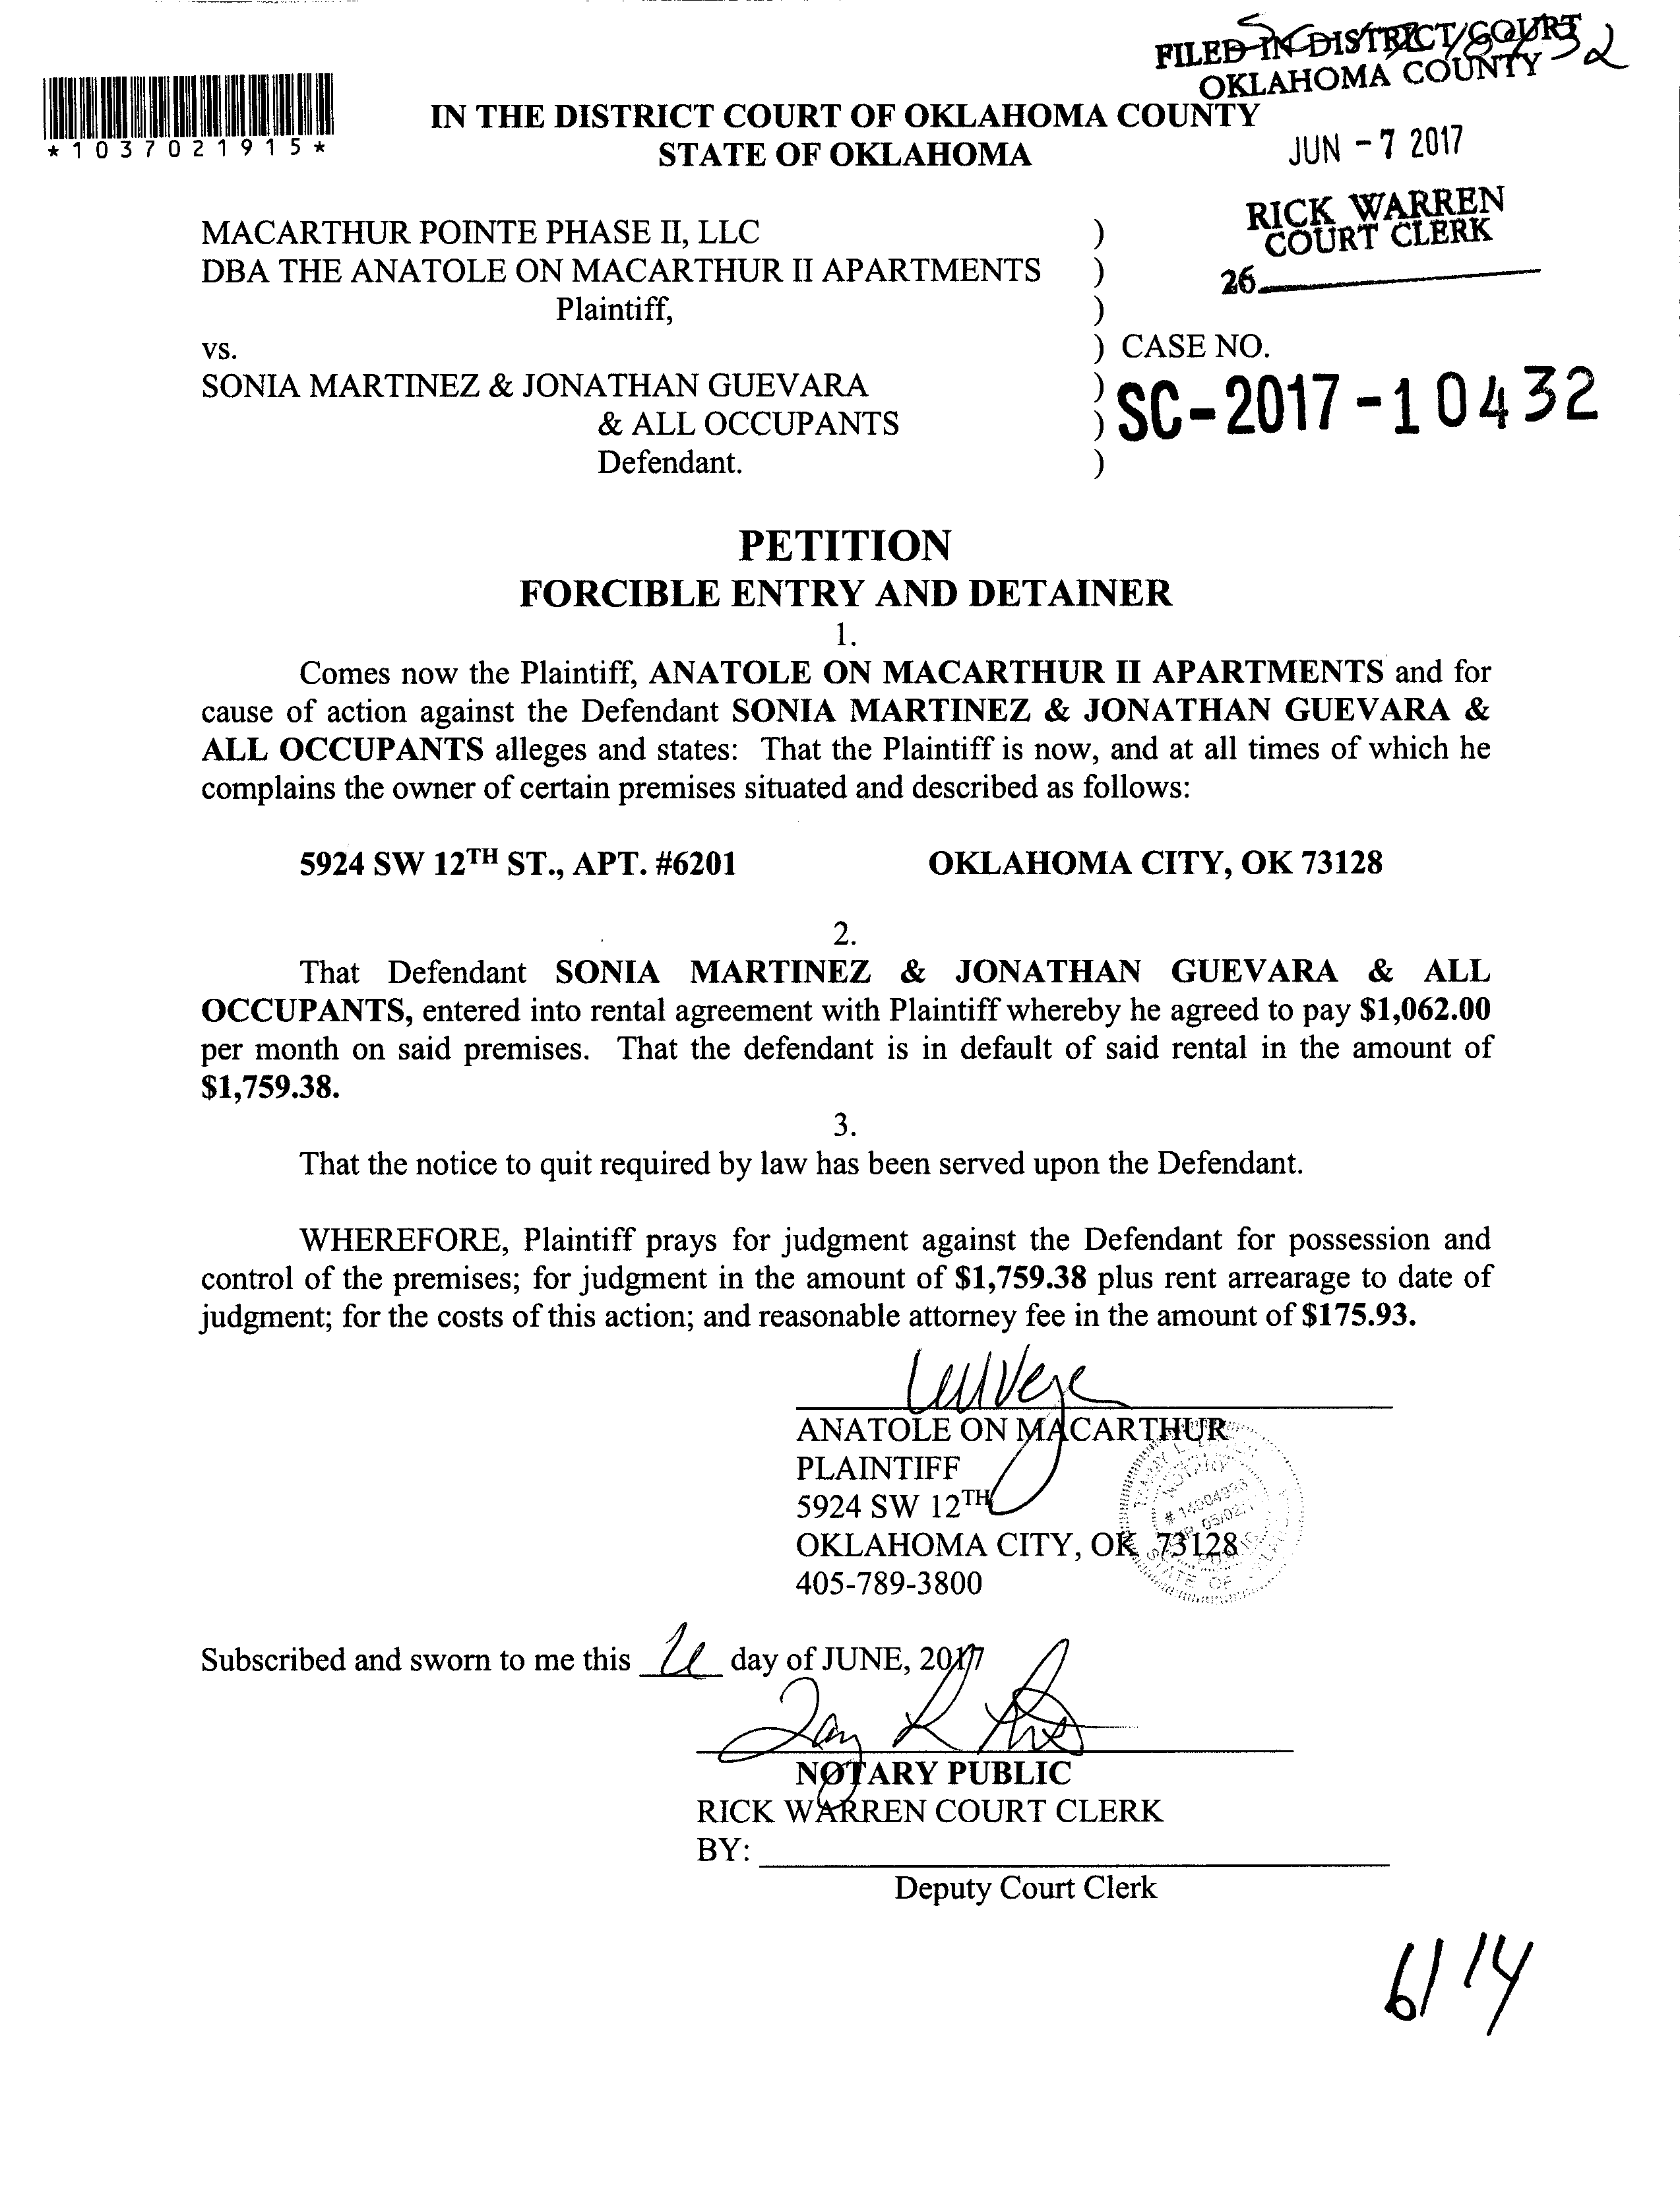 FILED IN DISTRICT COURT
OKLAHOMA COUNTY
*1037021915*
IN THE DISTRICT COURT OF OKLAHOMA COUNTY
STATE OF OKLAHOMA
JUN - 7 2017
RICK WARREN
COURT CLERK
26
MACARTHUR POINTE PHASE II, LLC )
DBA THE ANATOLE ON MACARTHUR II APARTMENTS )
Plaintiff, )
vs. ) CASE NO.
SONIA MARTINEZ & JONATHAN GUEVARA )
& ALL OCCUPANTS ) SC-2017-10432
Defendant. )
PETITION
FORCIBLE ENTRY AND DETAINER
1.
Comes now the Plaintiff, ANATOLE ON MACARTHUR II APARTMENTS and for
cause of action against the Defendant SONIA MARTINEZ & JONATHAN GUEVARA &
ALL OCCUPANTS alleges and states: That the Plaintiff is now, and at all times of which he
complains the owner of certain premises situated and described as follows:
5924 SW 12TH ST., APT. #6201 OKLAHOMA CITY, OK 73128
2.
That Defendant SONIA MARTINEZ & JONATHAN GUEVARA & ALL
OCCUPANTS, entered into rental agreement with Plaintiff whereby he agreed to pay $1,062.00
per month on said premises. That the defendant is in default of said rental in the amount of
$1,759.38.
3.
That the notice to quit required by law has been served upon the Defendant.
WHEREFORE, Plaintiff prays for judgment against the Defendant for possession and
control of the premises; for judgment in the amount of $1,759.38 plus rent arrearage to date of
judgment; for the costs of this action; and reasonable attorney fee in the amount of $175.93.
ANATOLE ON MACARTHUR
PLAINTIFF
5924 SW 12TH
OKLAHOMA CITY, OK 73128
405-789-3800
NOTARY
STATE OF
Subscribed and sworn to me this day of JUNE, 2017
NOTARY PUBLIC
RICK WARREN COURT CLERK
BY:
Deputy Court Clerk
6/14